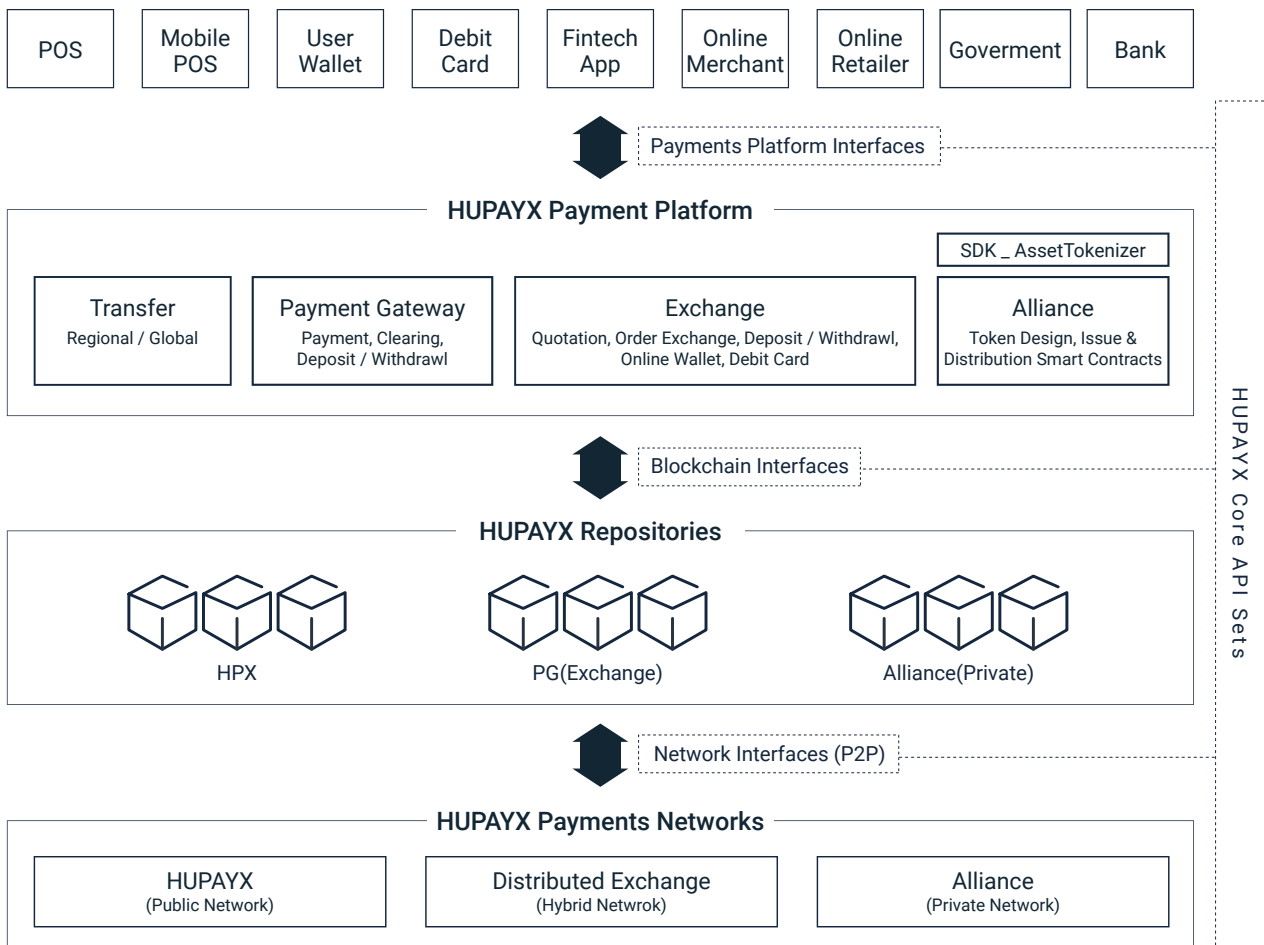 POS
Mobile
POS
User
Wallet
Debit
Card
Fintech
App
Online
Merchant
Online
Retailer
Goverment
Bank
Payments Platform Interfaces
HUPAYX Payment Platform
SDK _ AssetTokenizer
Transfer
Regional / Global
Payment Gateway
Payment, Clearing,
Deposit / Withdrawl
Exchange
Quotation, Order Exchange, Deposit / Withdrawl,
Online Wallet, Debit Card
Alliance
Token Design, Issue &
Distribution Smart Contracts
Blockchain Interfaces
HUPAYX Repositories
HPX
PG(Exchange)
Alliance(Private)
Network Interfaces (P2P)
HUPAYX Payments Networks
HUPAYX
(Public Network)
Distributed Exchange
(Hybrid Netwrok)
Alliance
(Private Network)
HUPAYX Core API Sets